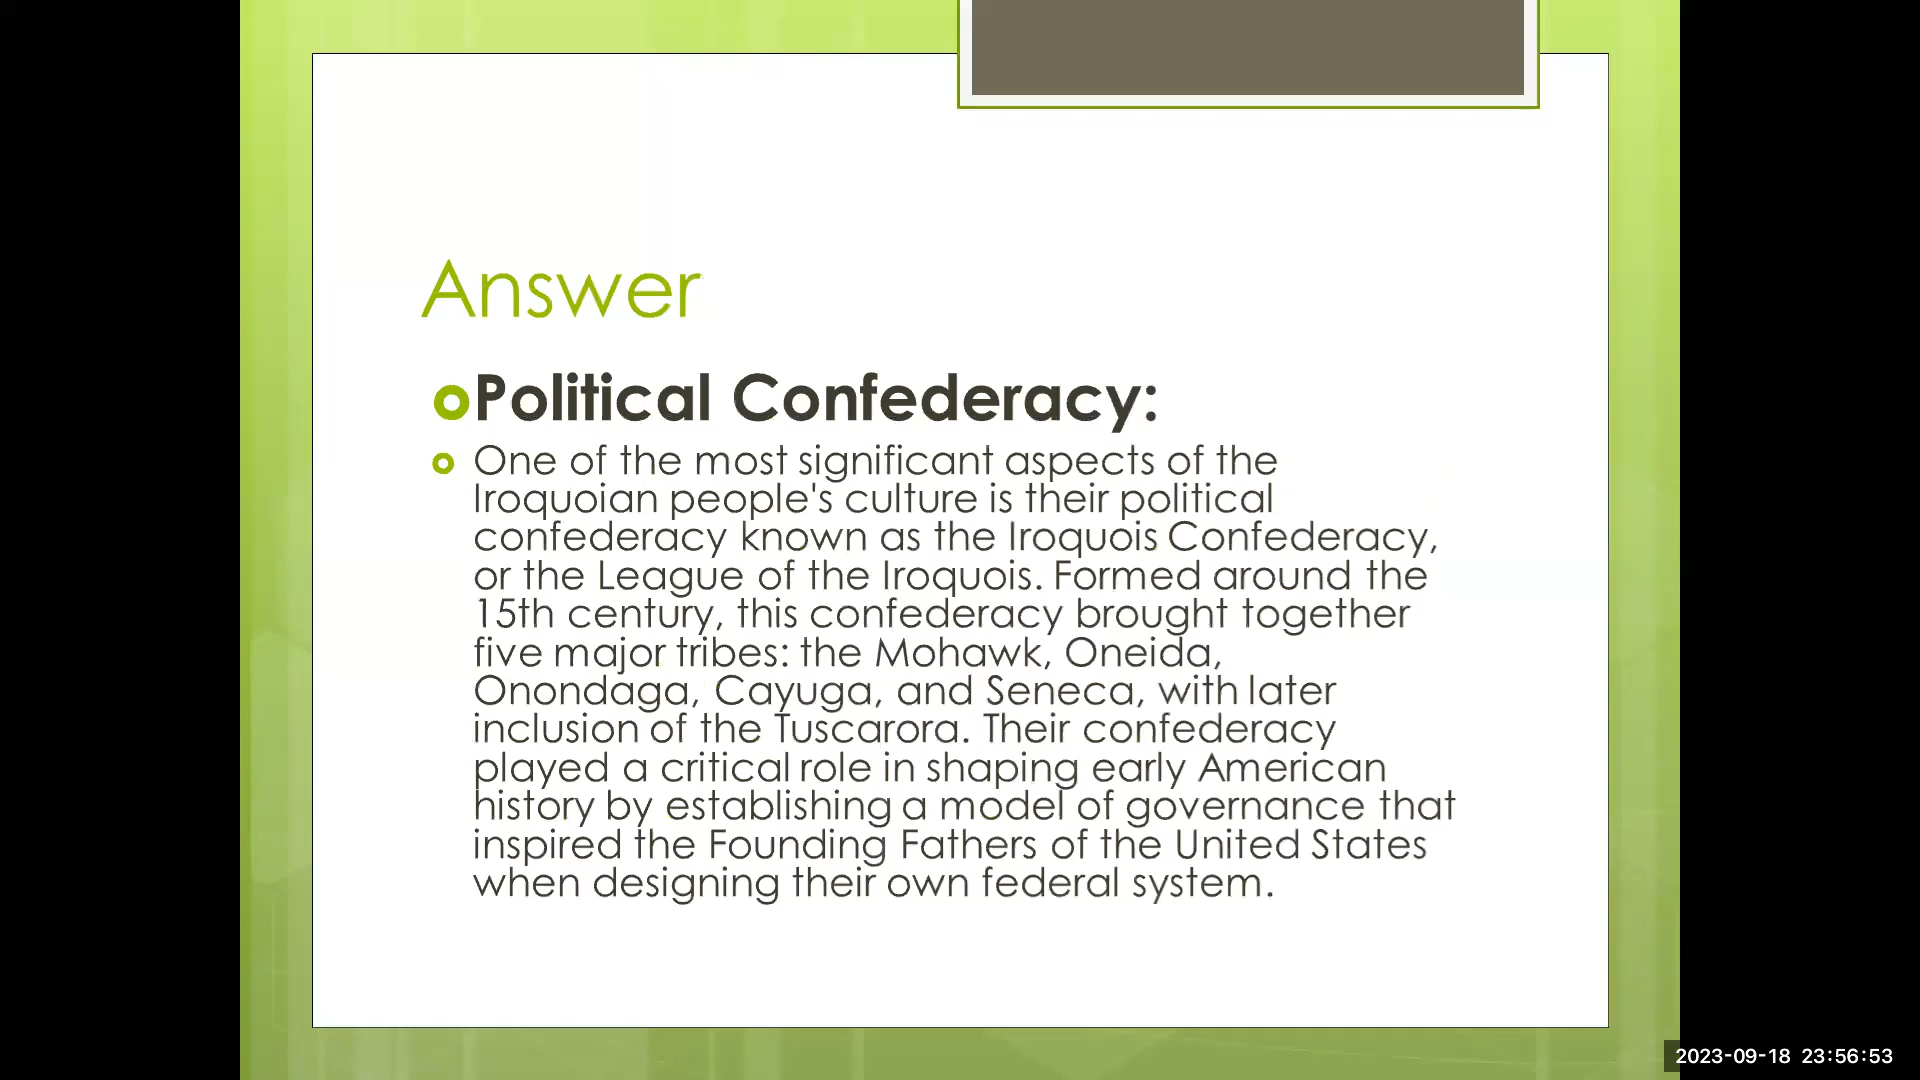 Answer
Political Confederacy:
One of the most significant aspects of the
Iroquoian people's culture is their political
confederacy known as the Iroquois Confederacy,
or the League of the Iroquois. Formed around the
15th century, this confederacy brought together
five major tribes: the Mohawk, Oneida,
Onondaga, Cayuga, and Seneca, with later
inclusion of the Tuscarora. Their confederacy
played a critical role in shaping early American
history by establishing a model of governance that
inspired the Founding Fathers of the United States
when designing their own federal system.
2023-09-18 23:56:53